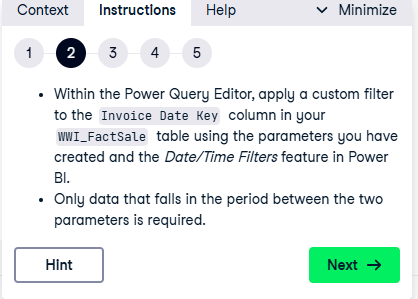 Context Instructions Help Minimize
1 2 3 4 5
• Within the Power Query Editor, apply a custom filter
to the Invoice Date Key column in your
WWI_FactSale table using the parameters you have
created and the Date/Time Filters feature in Power
BI.
• Only data that falls in the period between the two
parameters is required.
Hint Next →